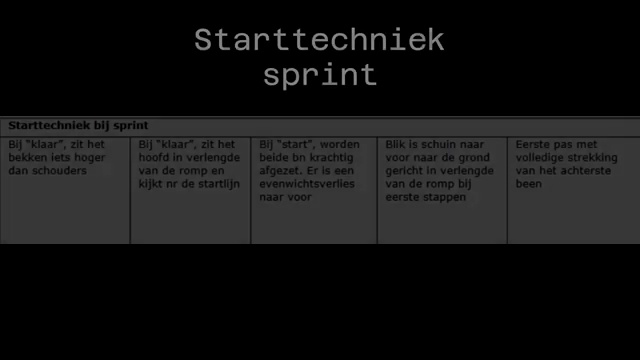 Starttechniek
sprint
Starttechniek bij sprint
Bij “klaar”, zit het
bekken iets hoger
dan schouders
Bij “klaar”, zit het
hoofd in verlengde
van de romp en
kijkt nr de startlijn
Bij “start”, worden
beide bn krachtig
afgezet. Er is een
evenwichtsverlies
naar voor
Blik is schuin naar
voor naar de grond
gericht in verlengde
van de romp bij
eerste stappen
Eerste pas met
volledige strekking
van het achterste
been